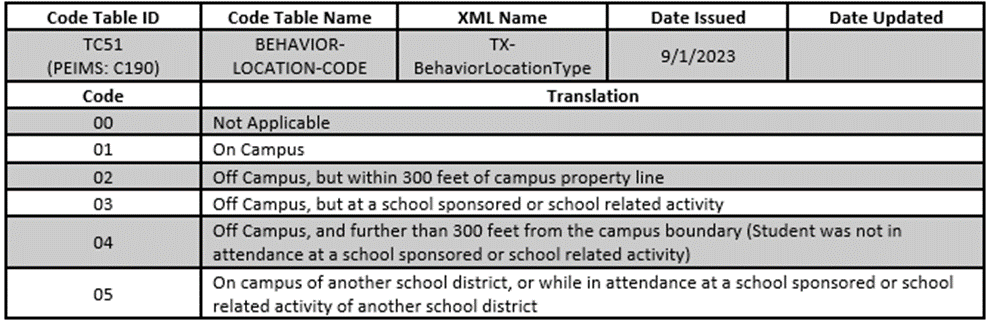 Code Table ID Code Table Name XML Name Date Issued Date Updated
TC51 BEHAVIOR- TX-
(PEIMS: C190) LOCATION-CODE BehaviorLocationType 9/1/2023
Code Translation
00 Not Applicable
01 On Campus
02 Off Campus, but within 300 feet of campus property line
03 Off Campus, but at a school sponsored or school related activity
04 Off Campus, and further than 300 feet from the campus boundary (Student was not in
attendance at a school sponsored or school related activity)
05 On campus of another school district, or while in attendance at a school sponsored or school
related activity of another school district